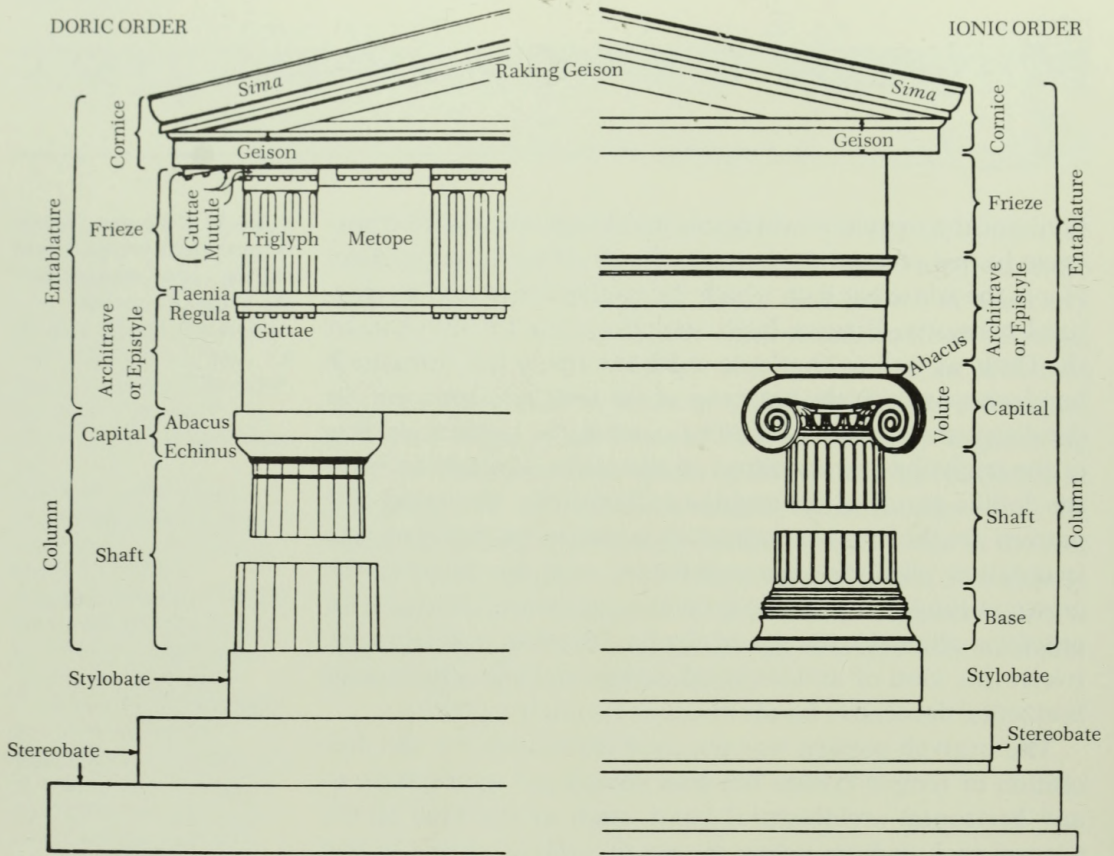 DORIC ORDER
IONIC ORDER
Raking Geison
Sima
Sima
Cornice
Geison
Entablature
Frieze
Guttae
Mutule
Triglyph
Metope
Taenia
Regula
Guttae
Architrave
or Epistyle
Capital
Abacus
Echinus
Column
Shaft
Stylobate
Stereobate
Cornice
Geison
Entablature
Frieze
Architrave
or Epistyle
Abacus
Volute
Capital
Shaft
Column
Base
Stylobate
Stereobate